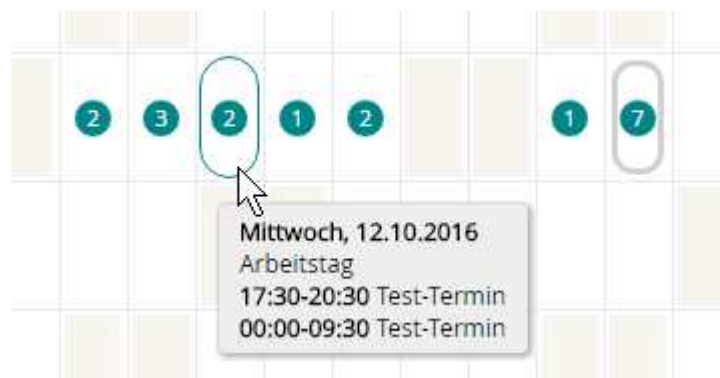 2 3 2 1 2 1 7
Mittwoch, 12.10.2016
Arbeitstag
17:30-20:30 Test-Termin
00:00-09:30 Test-Termin